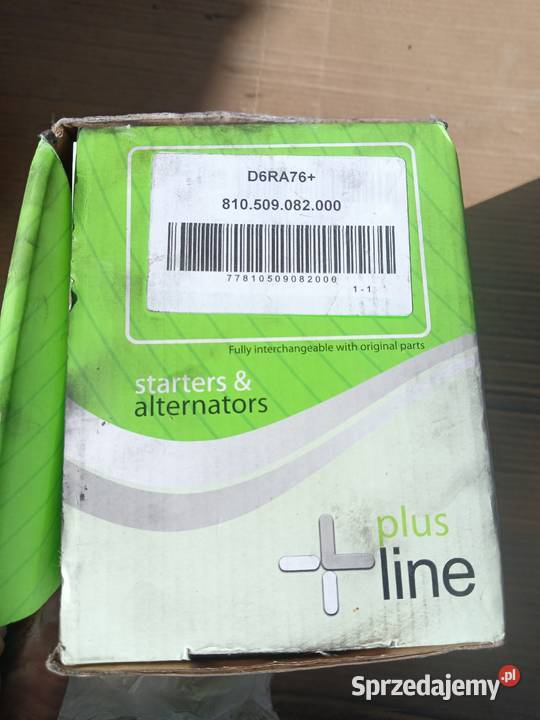 D6RA76+
810.509.082.000
77810509082000
1-1
Fully interchangeable with original parts
starters &
alternators
plus
line
Sprzedajemy.pl